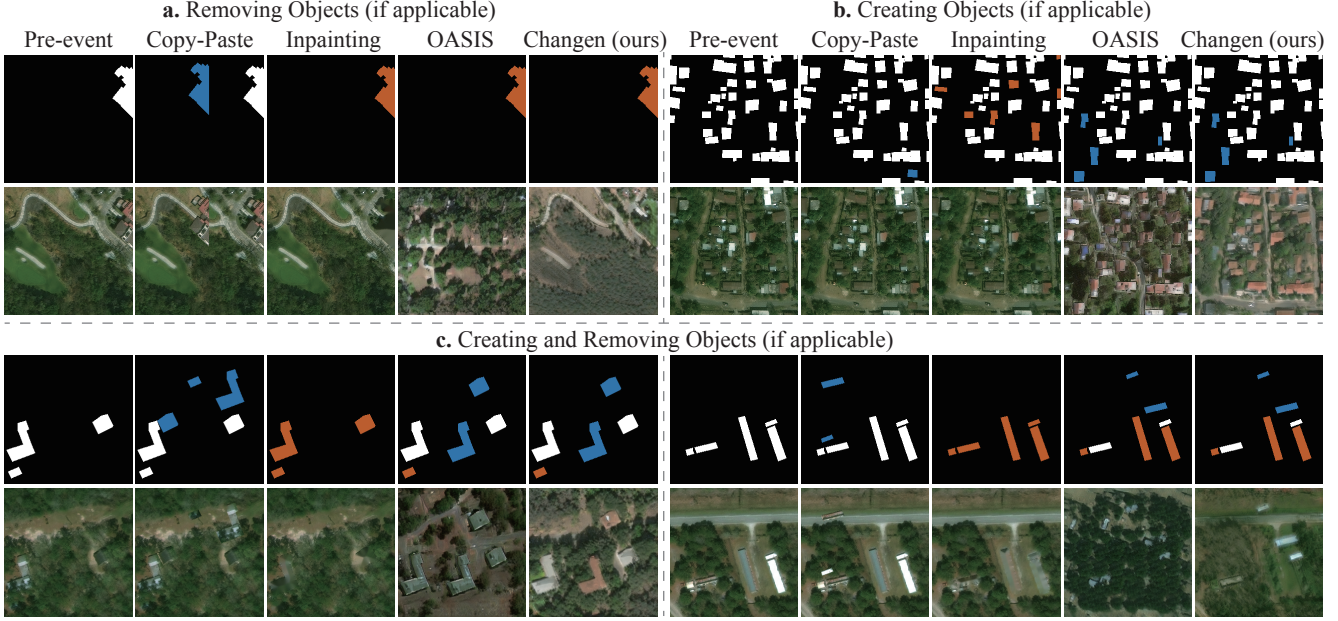 a. Removing Objects (if applicable)
b. Creating Objects (if applicable)
Pre-event Copy-Paste Inpainting OASIS Changen (ours) Pre-event Copy-Paste Inpainting OASIS Changen (ours)
c. Creating and Removing Objects (if applicable)